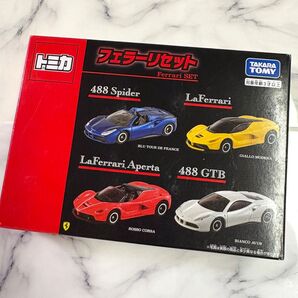 トミカ
フェラーリセット
Ferrari SET
TAKARA
TOMY
488 Spider
BLU TOUR DE FRANCE
LaFerrari
GIALLO MODENA
LaFerrari Aperta
ROSSO CORSA
488 GTB
BIANCO AVUS